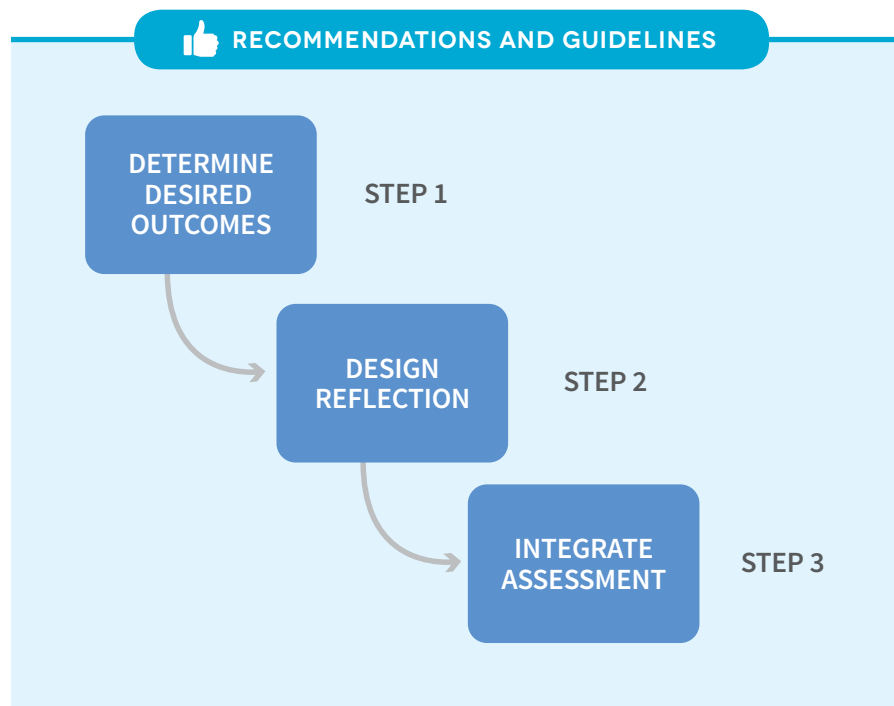 RECOMMENDATIONS AND GUIDELINES
DETERMINE
DESIRED
OUTCOMES
STEP 1
DESIGN
REFLECTION
STEP 2
INTEGRATE
ASSESSMENT
STEP 3